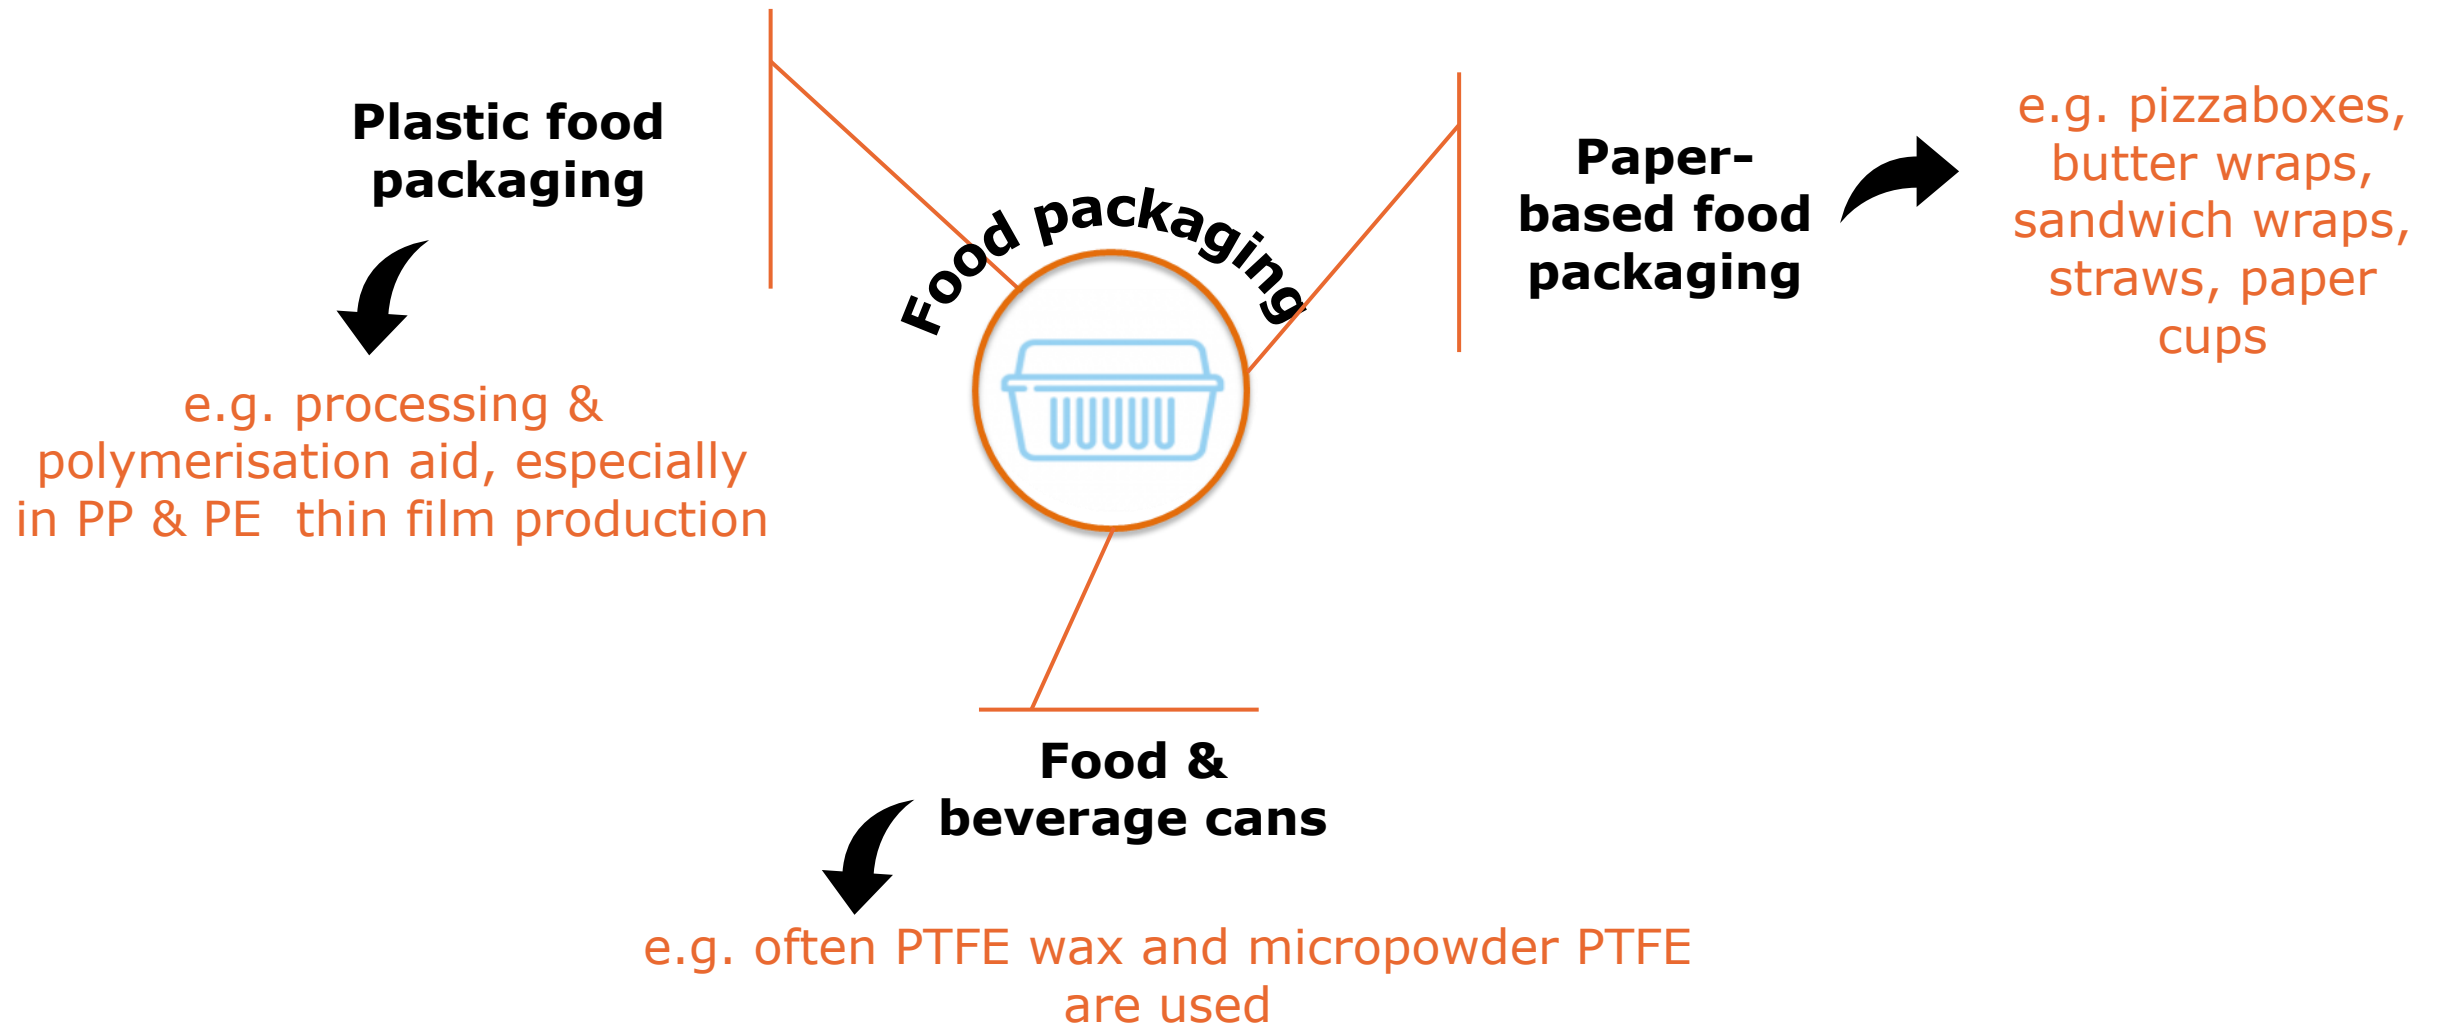 Plastic food
packaging
e.g. processing &
polymerisation aid, especially
in PP & PE  thin film production
Food packaging
Paper-
based food
packaging
e.g. pizzaboxes,
butter wraps,
sandwich wraps,
straws, paper
cups
Food &
beverage cans
e.g. often PTFE wax and micropowder PTFE
are used